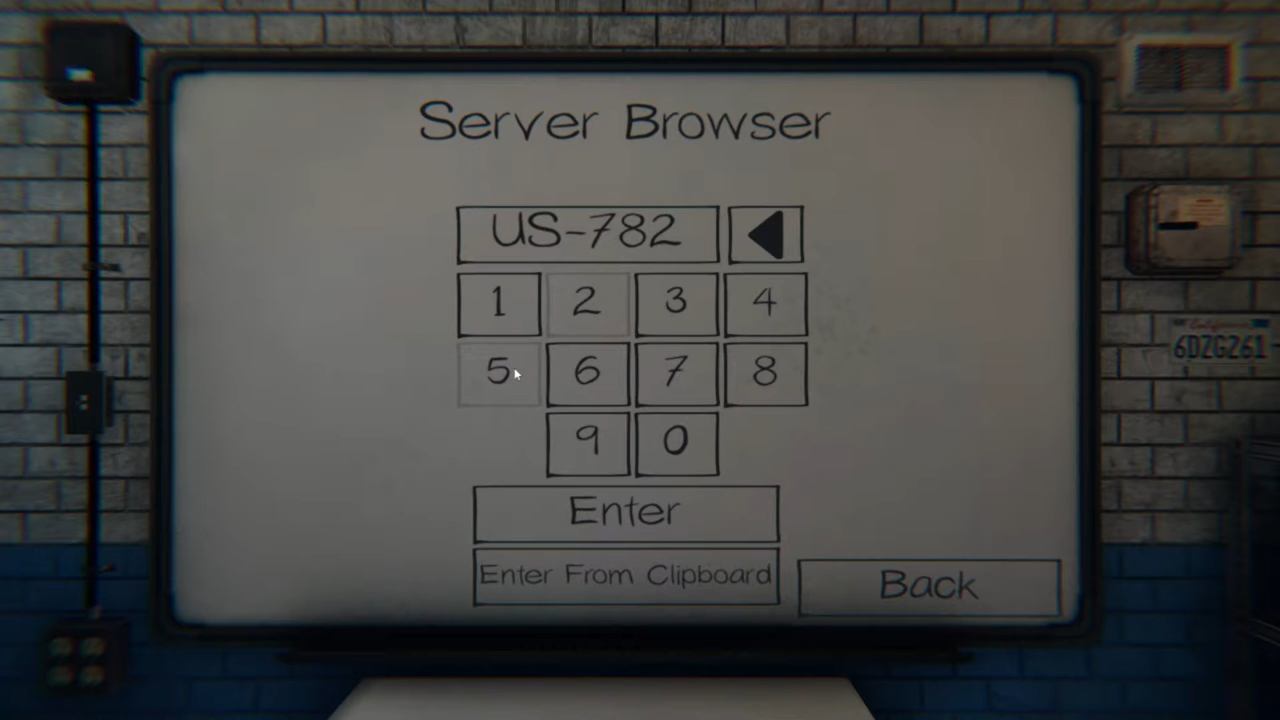 Server Browser
US-782
1 2 3 4
5 6 7 8
9 0
Enter
Enter From Clipboard
Back
California
6DZG261